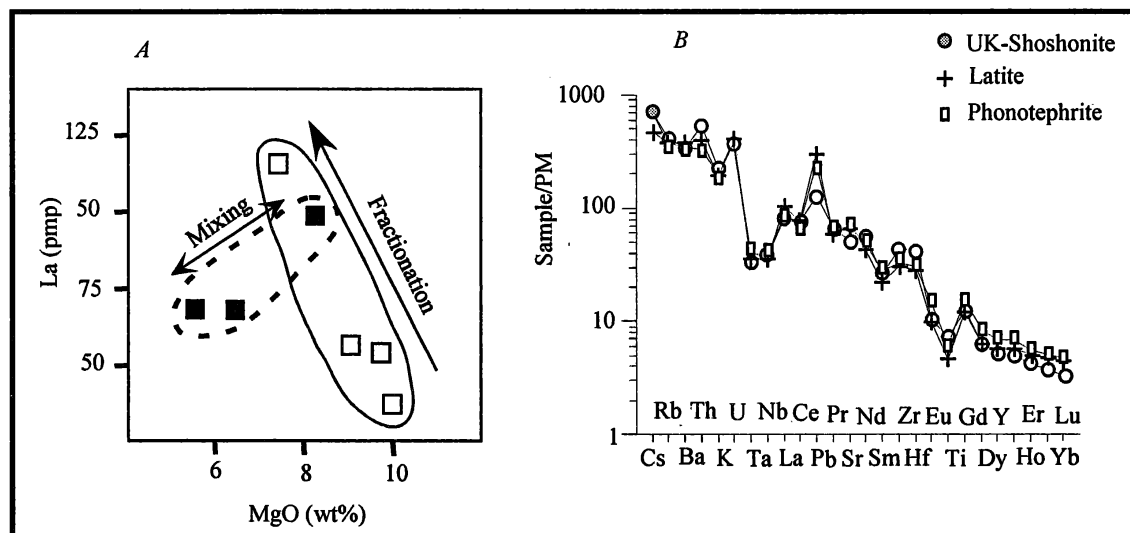 A
La (pmp)
125
50
75
50
Mixing
Fractionation
6
8
10
MgO (wt%)
B
UK-Shoshonite
Latite
Phonotephrite
Sample/PM
1000
100
10
1
Rb Th U Nb Ce Pr Nd Zr Eu Gd Y Er Lu
Cs Ba K Ta La Pb Sr Sm Hf Ti Dy Ho Yb